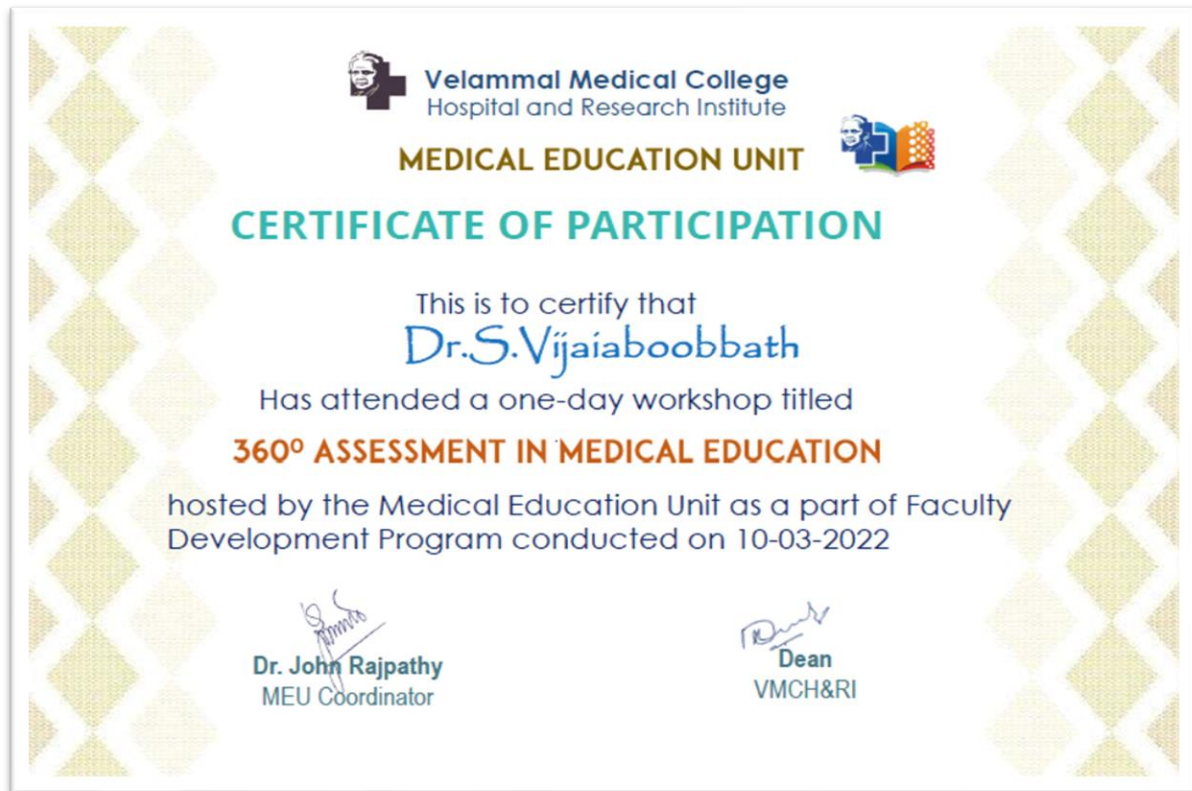 Velammal Medical College
Hospital and Research Institute
MEDICAL EDUCATION UNIT
CERTIFICATE OF PARTICIPATION
This is to certify that
Dr.S.Vijaiaboobbath
Has attended a one-day workshop titled
360⁰ ASSESSMENT IN MEDICAL EDUCATION
hosted by the Medical Education Unit as a part of Faculty
Development Program conducted on 10-03-2022
Dr. John Rajpathy
MEU Coordinator
Dean
VMCH&RI